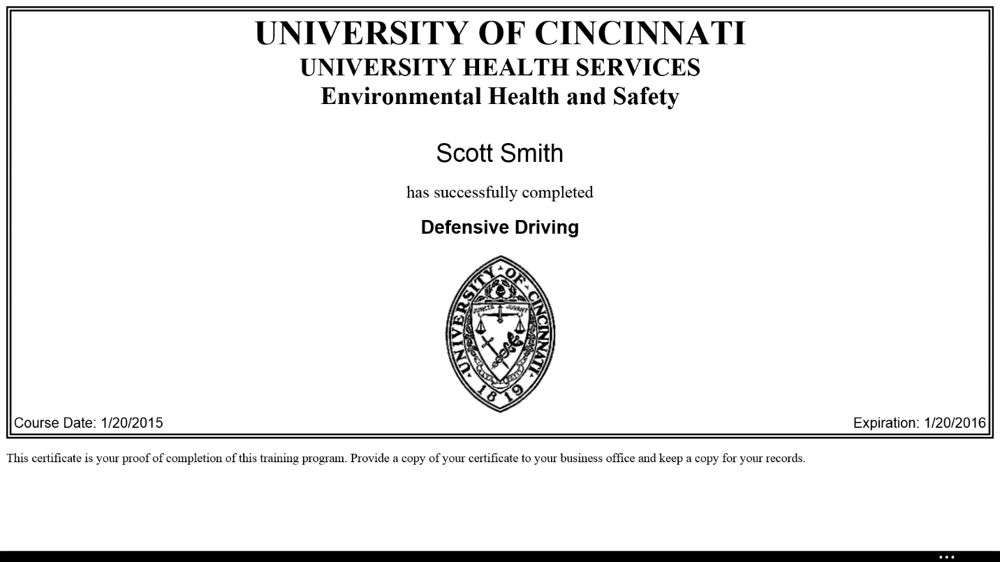 UNIVERSITY OF CINCINNATI
UNIVERSITY HEALTH SERVICES
Environmental Health and Safety
Scott Smith
has successfully completed
Defensive Driving
UNIVERSITY · OF · CINCINNATI
JUNCTA JUVANT
ALTA PETIT
1819
Course Date: 1/20/2015
Expiration: 1/20/2016
This certificate is your proof of completion of this training program. Provide a copy of your certificate to your business office and keep a copy for your records.